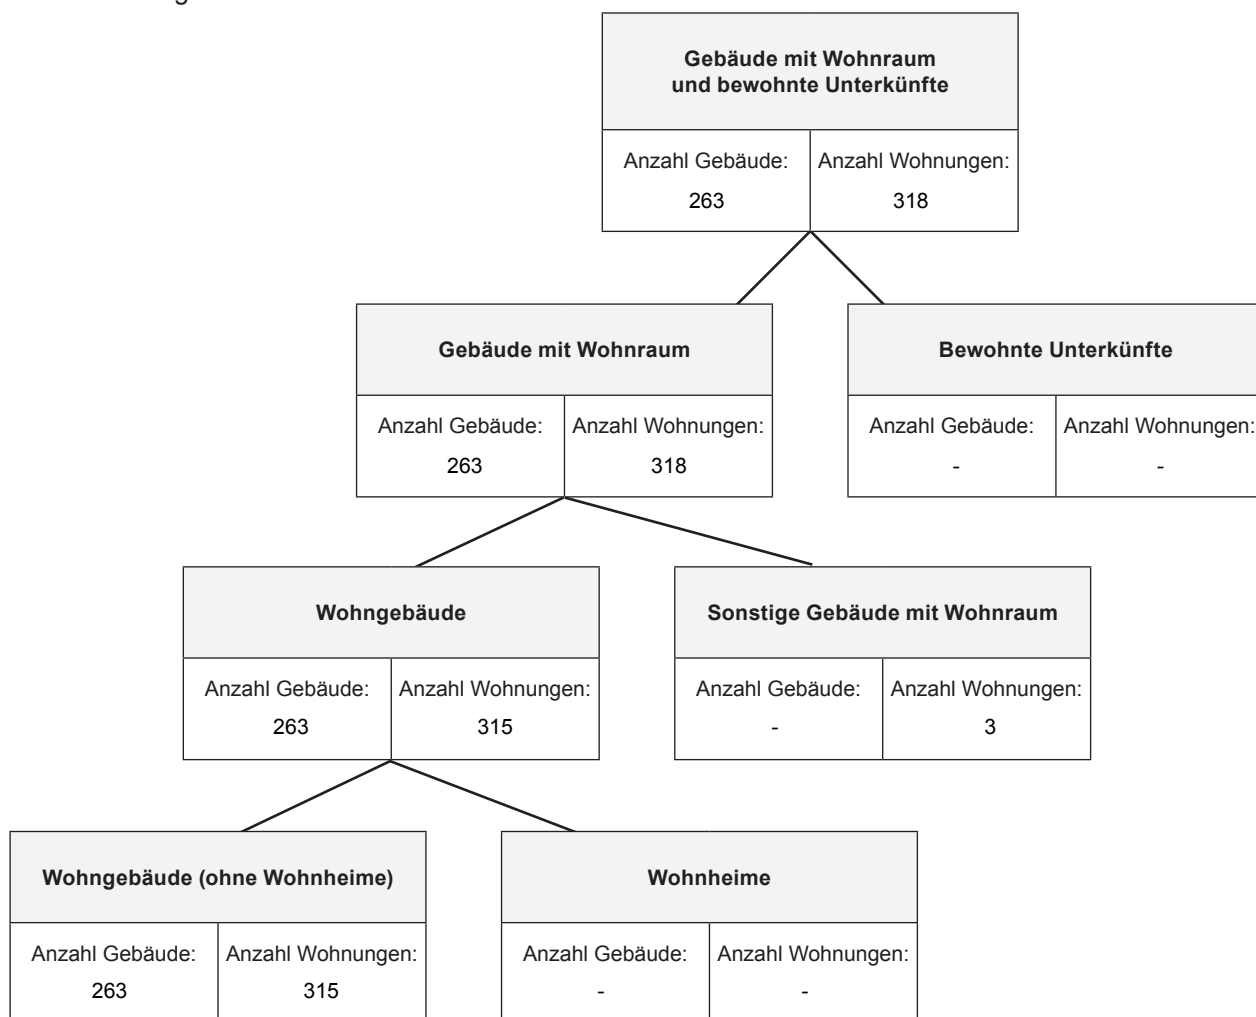 Gebäude mit Wohnraum
und bewohnte Unterkünfte
Anzahl Gebäude: Anzahl Wohnungen:
263 318
Gebäude mit Wohnraum
Anzahl Gebäude: Anzahl Wohnungen:
263 318
Bewohnte Unterkünfte
Anzahl Gebäude: Anzahl Wohnungen:
- -
Wohngebäude
Anzahl Gebäude: Anzahl Wohnungen:
263 315
Sonstige Gebäude mit Wohnraum
Anzahl Gebäude: Anzahl Wohnungen:
- 3
Wohngebäude (ohne Wohnheime)
Anzahl Gebäude: Anzahl Wohnungen:
263 315
Wohnheime
Anzahl Gebäude: Anzahl Wohnungen:
- -